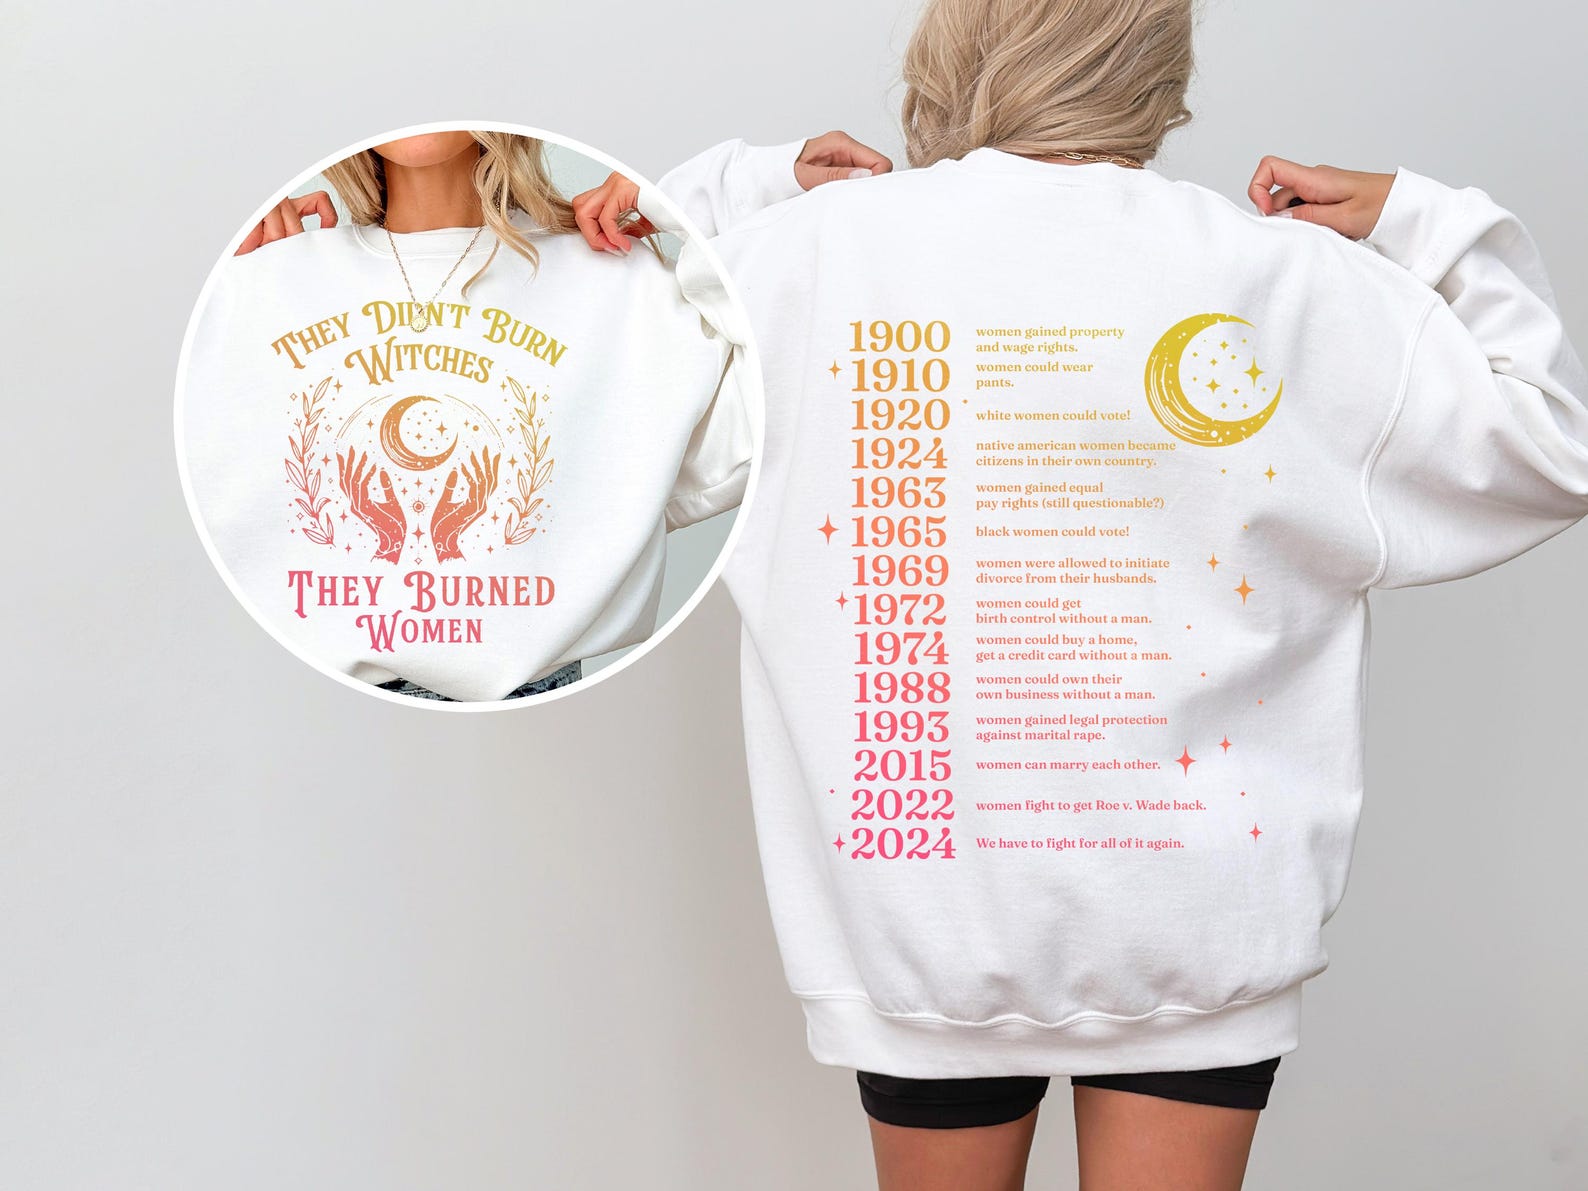 They Didn't Burn
Witches
They Burned
Women
1900 women gained property
and wage rights.
1910 women could wear
pants.
1920 white women could vote!
1924 native american women became
citizens in their own country.
1963 women gained equal
pay rights (still questionable?)
1965 black women could vote!
1969 women were allowed to initiate
divorce from their husbands.
1972 women could get
birth control without a man.
1974 women could buy a home,
get a credit card without a man.
1988 women could own their
own business without a man.
1993 women gained legal protection
against marital rape.
2015 women can marry each other.
2022 women fight to get Roe v. Wade back.
2024 We have to fight for all of it again.